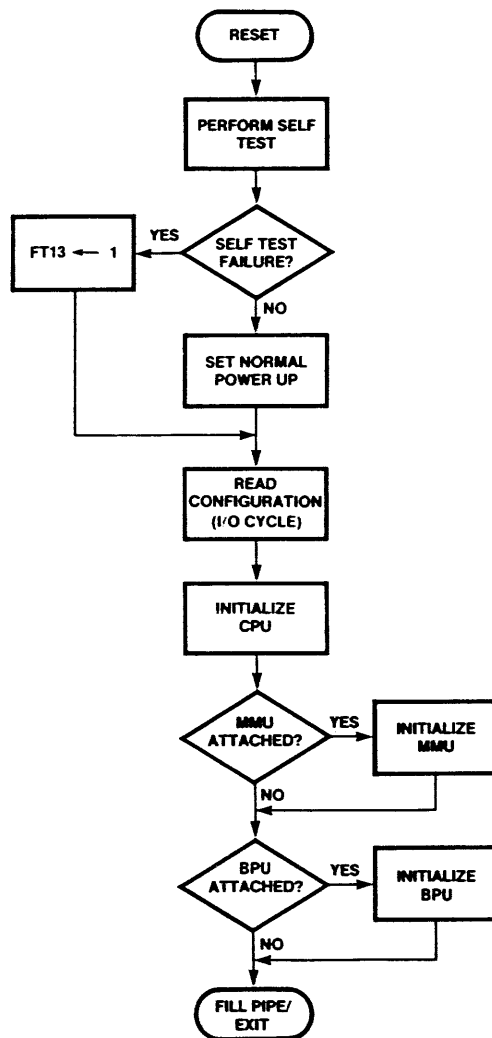 RESET
PERFORM SELF
TEST
YES
SELF TEST
FAILURE?
FT13 ← 1
NO
SET NORMAL
POWER UP
READ
CONFIGURATION
(I/O CYCLE)
INITIALIZE
CPU
MMU
ATTACHED?
YES
INITIALIZE
MMU
NO
BPU
ATTACHED?
YES
INITIALIZE
BPU
NO
FILL PIPE/
EXIT